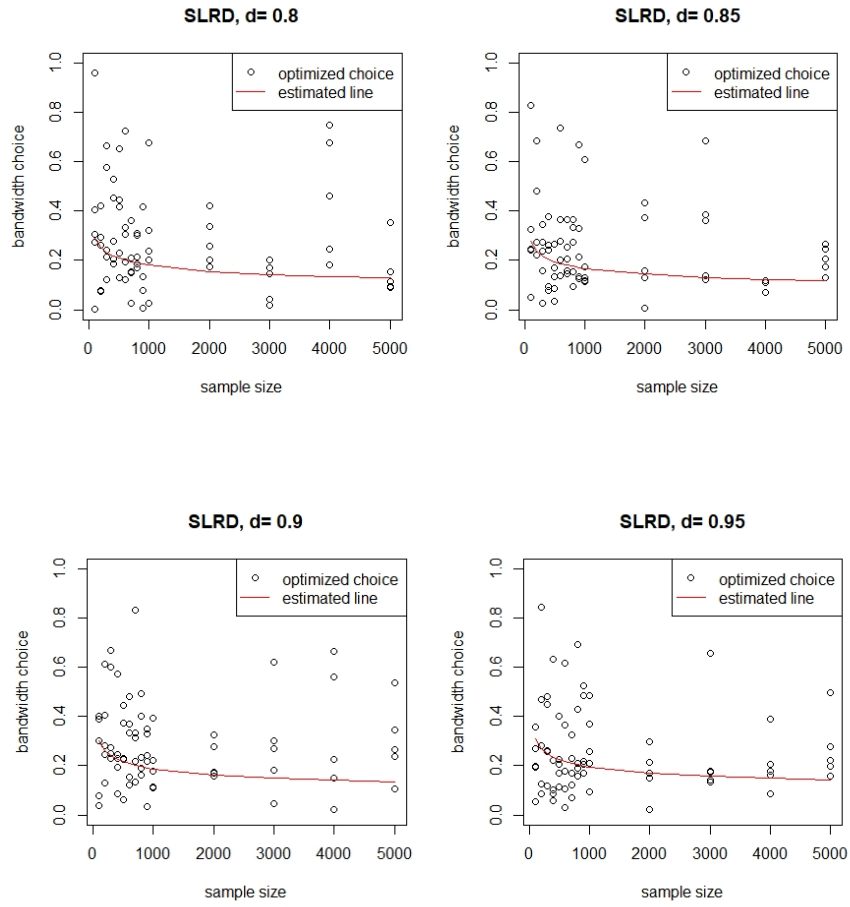 SLRD, d= 0.8
optimized choice
estimated line
bandwidth choice
0.0 0.2 0.4 0.6 0.8 1.0
0 1000 2000 3000 4000 5000
sample size
SLRD, d= 0.85
optimized choice
estimated line
bandwidth choice
0.0 0.2 0.4 0.6 0.8 1.0
0 1000 2000 3000 4000 5000
sample size
SLRD, d= 0.9
optimized choice
estimated line
bandwidth choice
0.0 0.2 0.4 0.6 0.8 1.0
0 1000 2000 3000 4000 5000
sample size
SLRD, d= 0.95
optimized choice
estimated line
bandwidth choice
0.0 0.2 0.4 0.6 0.8 1.0
0 1000 2000 3000 4000 5000
sample size